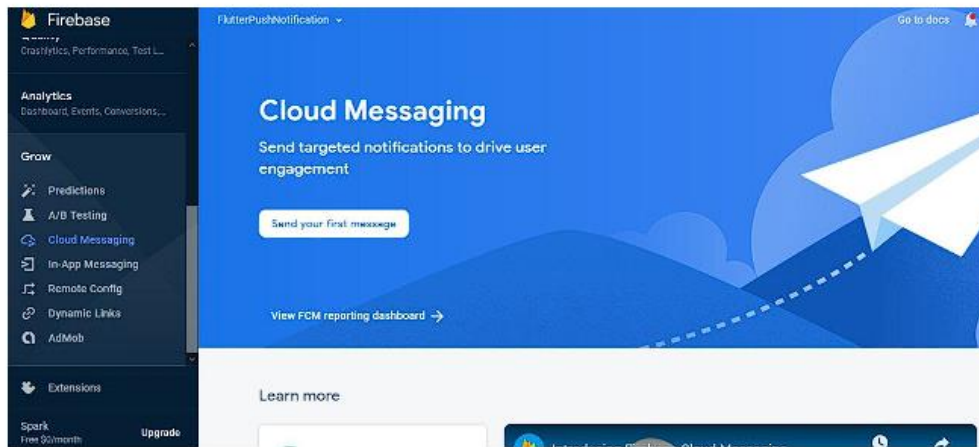 Firebase
Crashlytics, Performance, Test L...
Analytics
Dashboard, Events, Conversions,...
Grow
Predictions
A/B Testing
Cloud Messaging
In-App Messaging
Remote Config
Dynamic Links
AdMob
Extensions
Spark
Free $0/month
Upgrade
FlutterPushNotification
Go to docs
Cloud Messaging
Send targeted notifications to drive user
engagement
Send your first message
View FCM reporting dashboard →
Learn more
Cloud Messaging